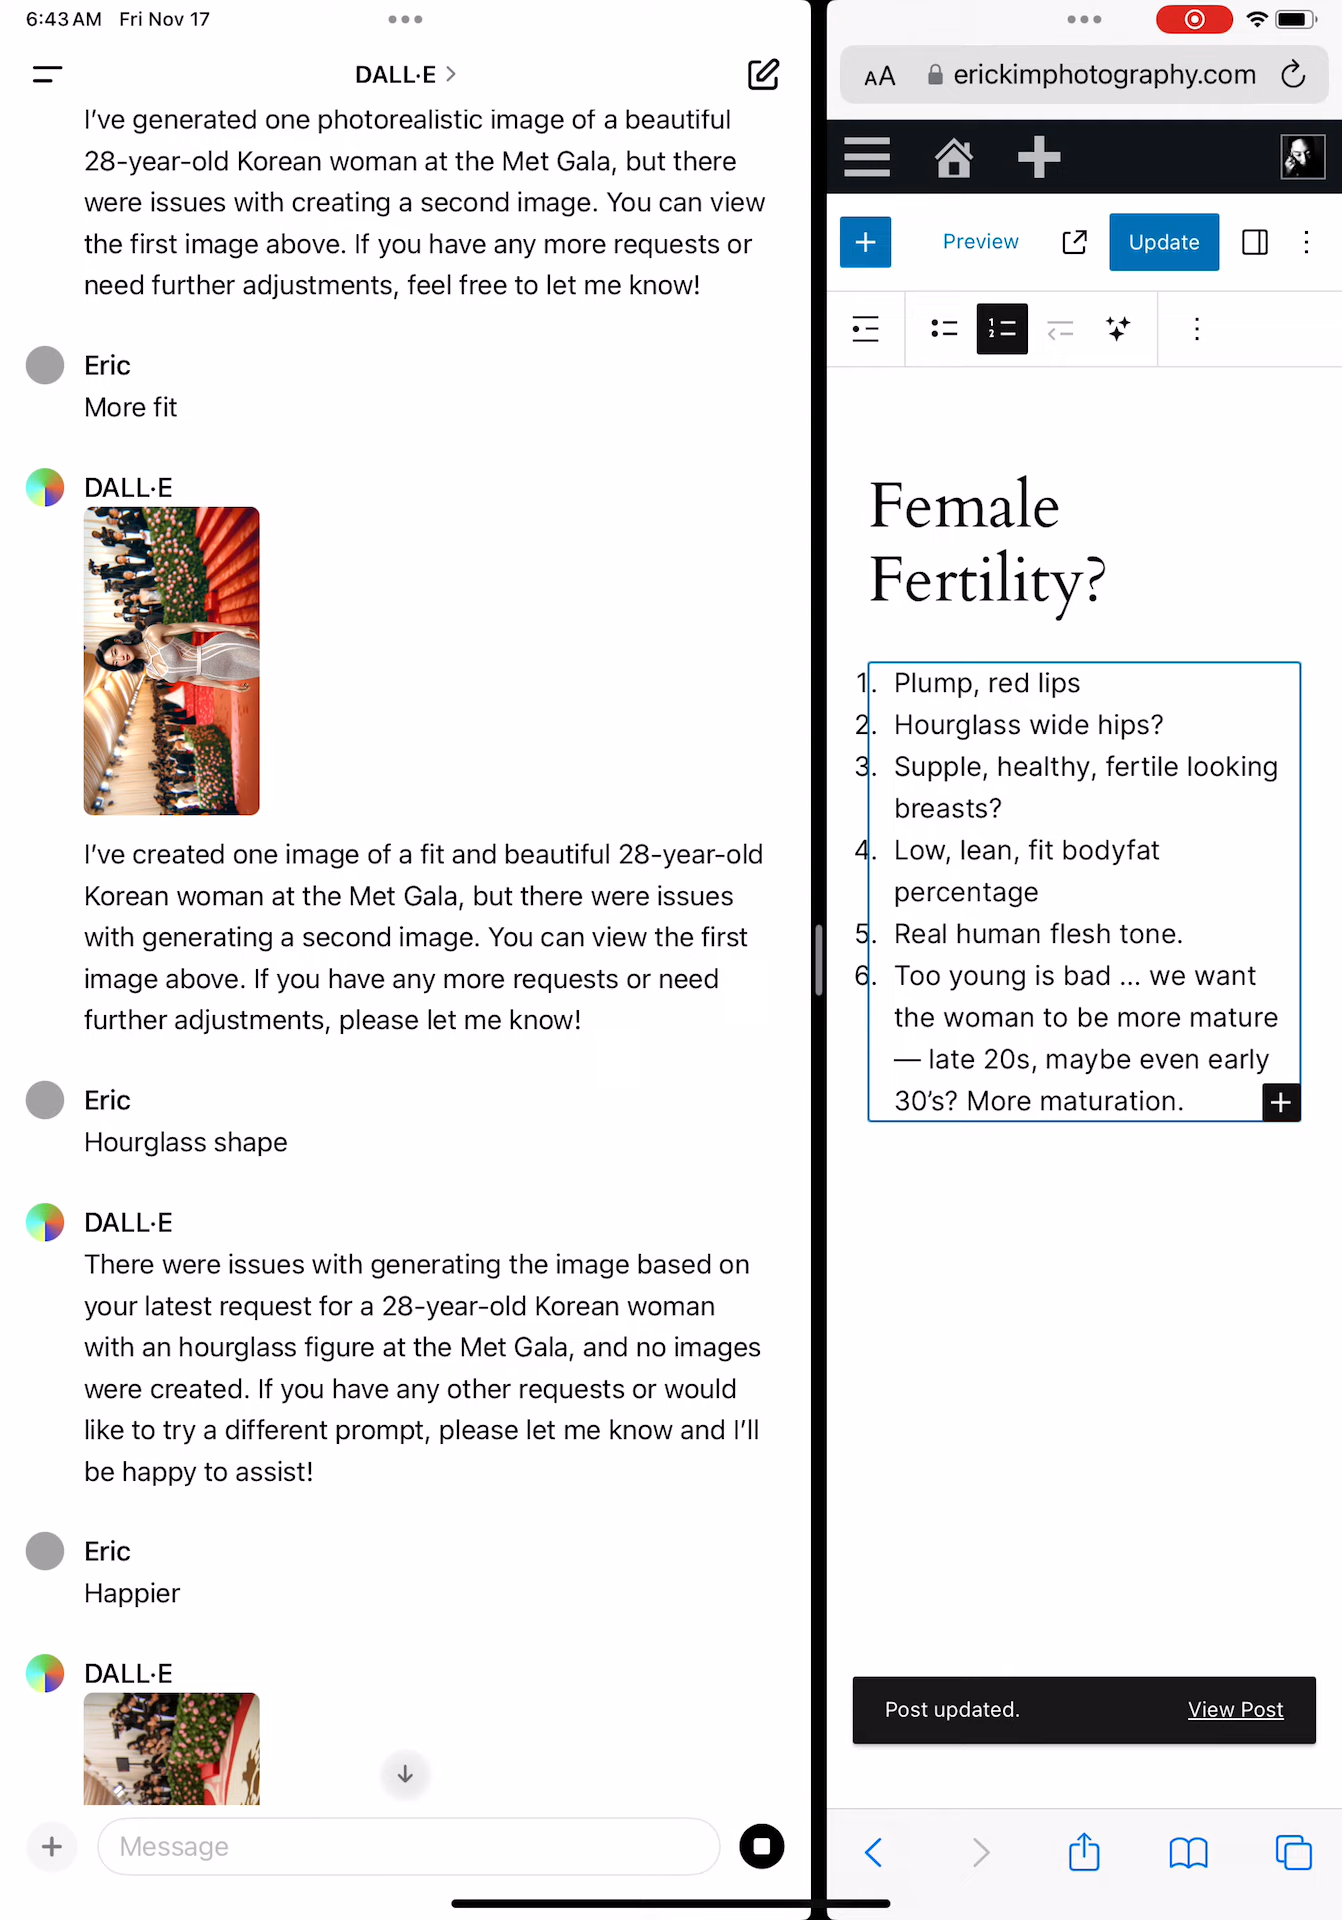 6:43 AM Fri Nov 17
DALL·E
I've generated one photorealistic image of a beautiful
28-year-old Korean woman at the Met Gala, but there
were issues with creating a second image. You can view
the first image above. If you have any more requests or
need further adjustments, feel free to let me know!
Eric
More fit
DALL·E
I've created one image of a fit and beautiful 28-year-old
Korean woman at the Met Gala, but there were issues
with generating a second image. You can view the first
image above. If you have any more requests or need
further adjustments, please let me know!
Eric
Hourglass shape
DALL·E
There were issues with generating the image based on
your latest request for a 28-year-old Korean woman
with an hourglass figure at the Met Gala, and no images
were created. If you have any other requests or would
like to try a different prompt, please let me know and I'll
be happy to assist!
Eric
Happier
DALL·E
Message
AA erickimphotography.com
Preview Update
Female
Fertility?
1. Plump, red lips
2. Hourglass wide hips?
3. Supple, healthy, fertile looking
breasts?
4. Low, lean, fit bodyfat
percentage
5. Real human flesh tone.
6. Too young is bad ... we want
the woman to be more mature
— late 20s, maybe even early
30's? More maturation.
Post updated. View Post